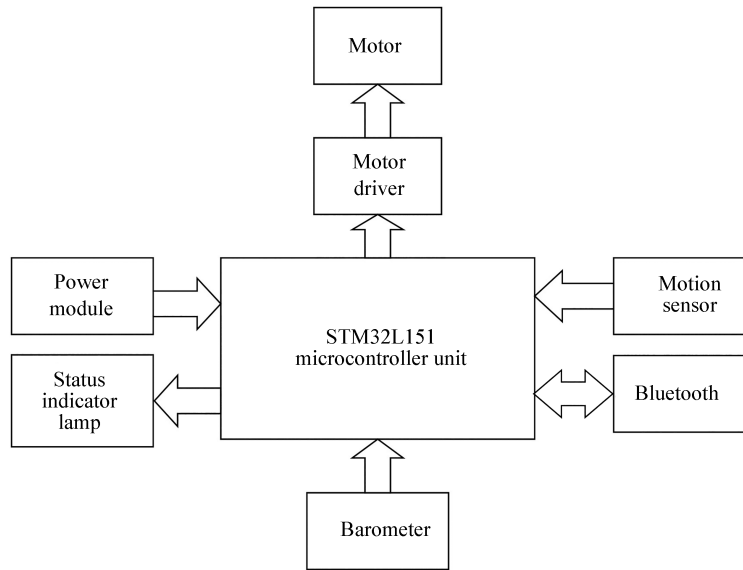 Motor
Motor
driver
Power
module
STM32L151
microcontroller unit
Motion
sensor
Status
indicator
lamp
Bluetooth
Barometer